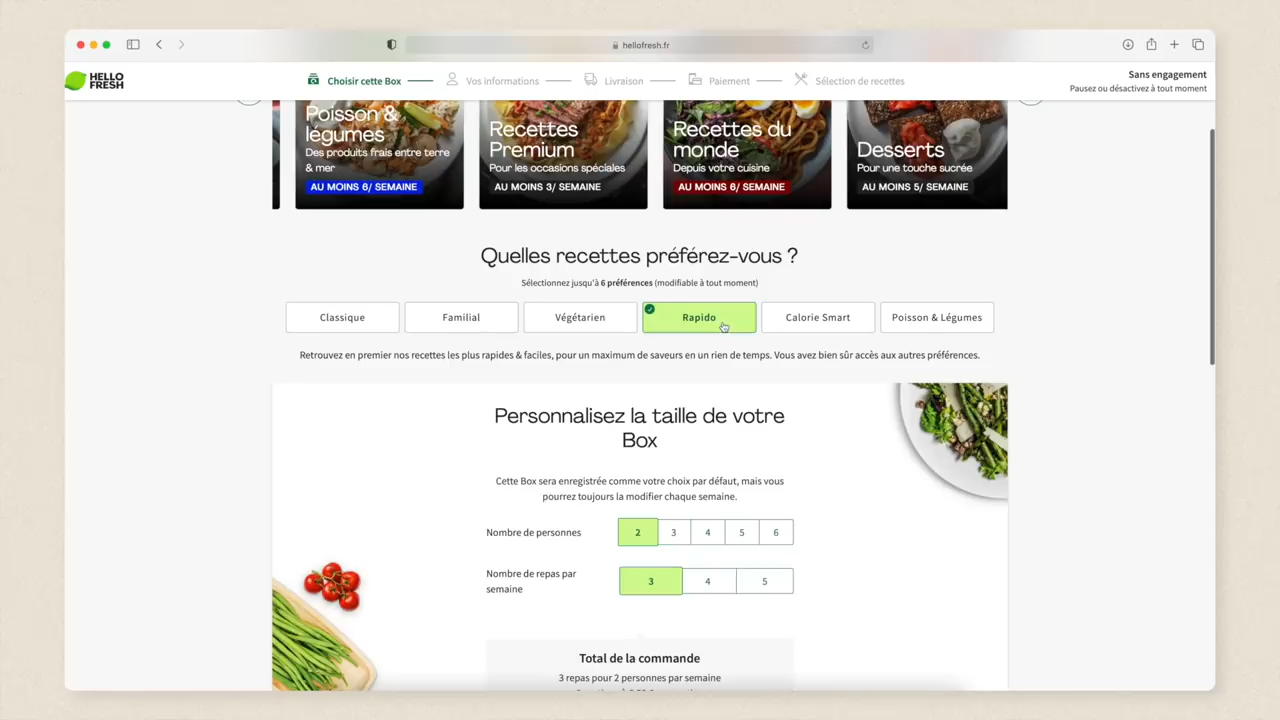 hellofresh.fr
HELLO
FRESH
Choisir cette Box
Vos informations
Livraison
Paiement
Sélection de recettes
Sans engagement
Pausez ou désactivez à tout moment
Poisson &
légumes
Des produits frais entre terre
& mer
AU MOINS 6/ SEMAINE
Recettes
Premium
Pour les occasions spéciales
AU MOINS 3/ SEMAINE
Recettes du
monde
Depuis votre cuisine
AU MOINS 6/ SEMAINE
Desserts
Pour une touche sucrée
AU MOINS 5/ SEMAINE
Quelles recettes préférez-vous ?
Sélectionnez jusqu'à 6 préférences (modifiable à tout moment)
Classique
Familial
Végétarien
Rapido
Calorie Smart
Poisson & Légumes
Retrouvez en premier nos recettes les plus rapides & faciles, pour un maximum de saveurs en un rien de temps. Vous avez bien sûr accès aux autres préférences.
Personnalisez la taille de votre
Box
Cette Box sera enregistrée comme votre choix par défaut, mais vous
pourrez toujours la modifier chaque semaine.
Nombre de personnes
2 3 4 5 6
Nombre de repas par
semaine
3 4 5
Total de la commande
3 repas pour 2 personnes par semaine